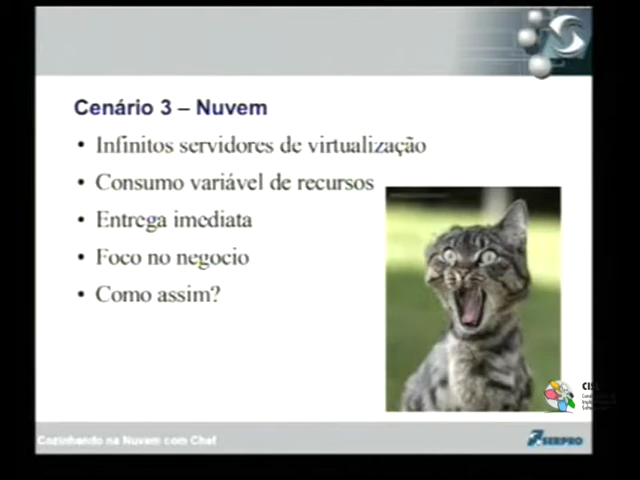 Cenário 3 – Nuvem
• Infinitos servidores de virtualização
• Consumo variável de recursos
• Entrega imediata
• Foco no negocio
• Como assim?
Cozinhando na Nuvem com Chef
SERPRO